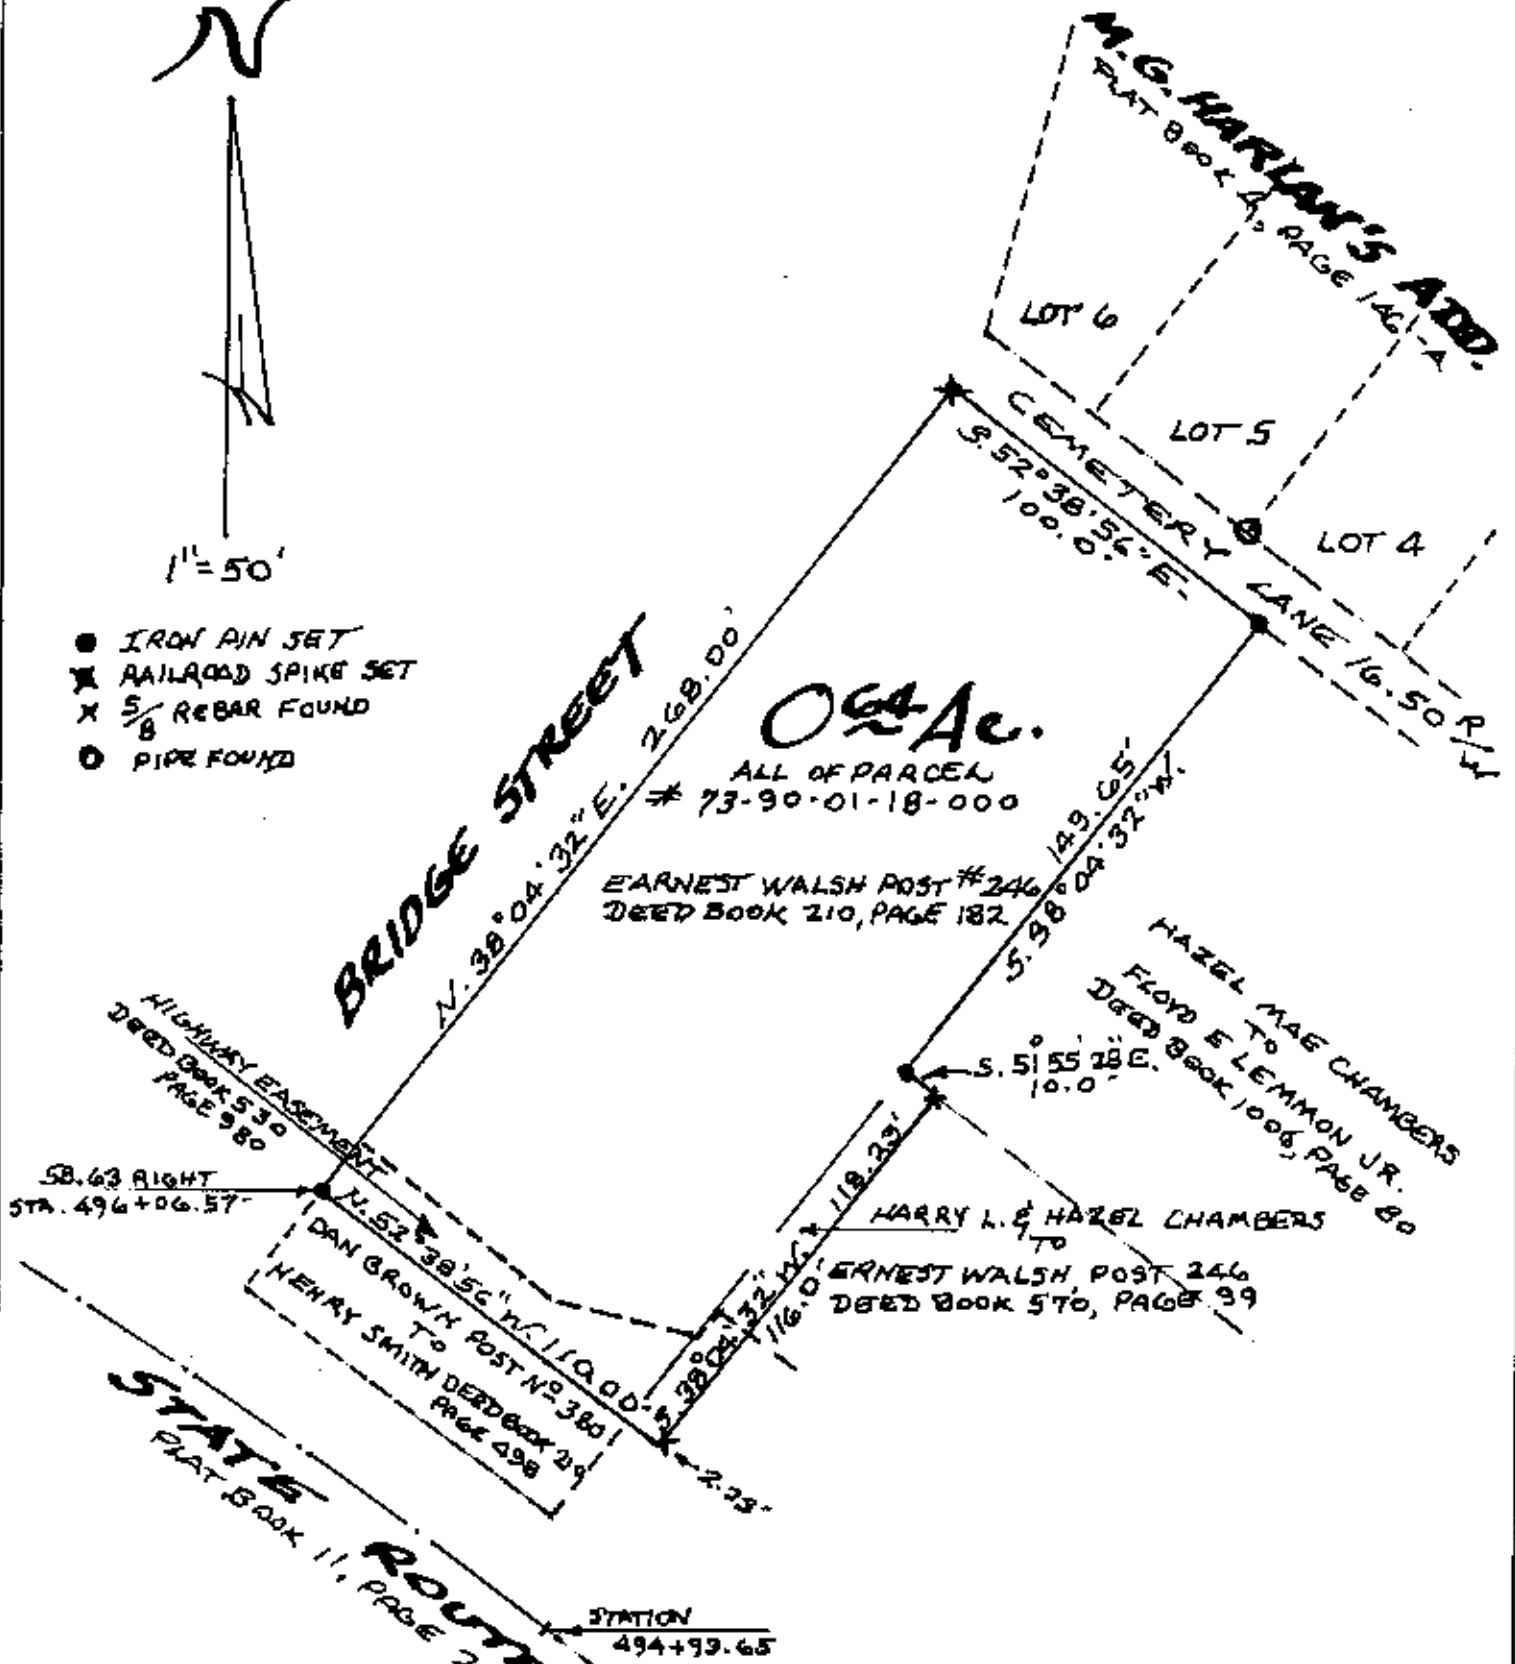 N
1"=50'
● IRON PIN SET
RAILROAD SPIKE SET
X 5/8 REBAR FOUND
PIPE FOUND
M.G. HARLAN'S ADD.
PLAT BOOK 4, PAGE 146-A
LOT 6
LOT 5
LOT 4
CEMETERY LANE 16.50 R/W
S. 52° 38' 56" E.
100.0'
BRIDGE STREET
N. 38° 04' 32" E. 268.00'
0.64 Ac.
ALL OF PARCEL
# 73-90-01-18-000
EARNEST WALSH POST #246
DEED BOOK 210, PAGE 182
149.65'
S. 38° 04' 32" W.
HAZEL MAE CHAMBERS
TO
FLOYD E LEMMON JR.
DEED BOOK 1006, PAGE 80
S. 51° 55' 28" E.
10.0'
HIGHWAY EASEMENT
DEED BOOK 530
PAGE 980
58.63 RIGHT
STA. 496+06.57
N. 52° 38' 56" W. 110.00'
DAN BROWN POST Nº 380
TO
HENRY SMITH DEED BOOK 219
PAGE 498
S. 38° 04' 32" W. 118.23'
116.0'
HARRY L. & HAZEL CHAMBERS
TO
ERNEST WALSH POST 246
DEED BOOK 570, PAGE 99
2.23'
STATE ROUTE
PLAT BOOK 11, PAGE
STATION
494+93.65